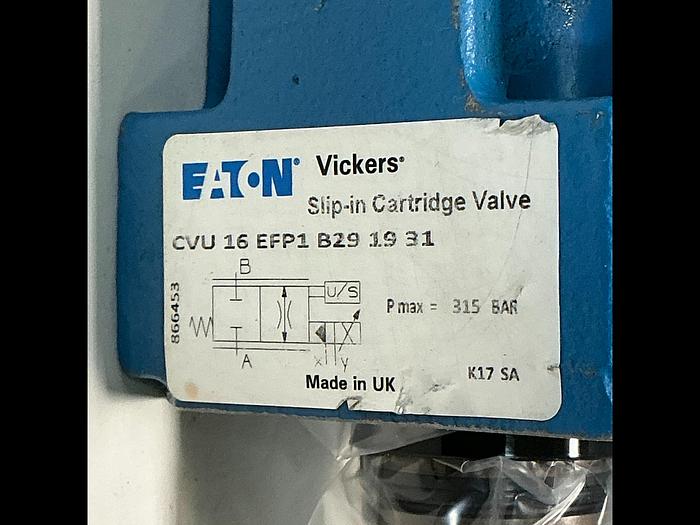 EATON® Vickers®
Slip-in Cartridge Valve
CVU 16 EFP1 B29 19 31
866453
B
U/S
P max = 315 BAR
A
x y
K17 SA
Made in UK